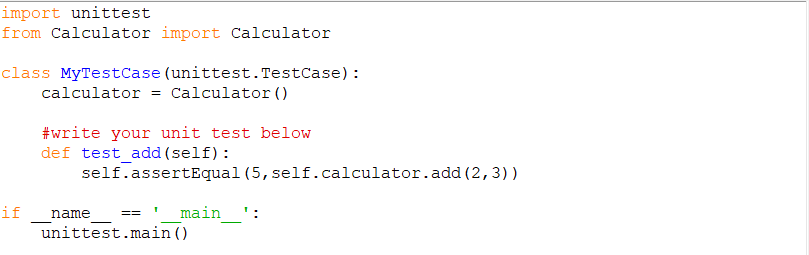 import unittest
from Calculator import Calculator
class MyTestCase(unittest.TestCase):
    calculator = Calculator()
    #write your unit test below
    def test_add(self):
        self.assertEqual(5,self.calculator.add(2,3))
if __name__ == '__main__':
    unittest.main()